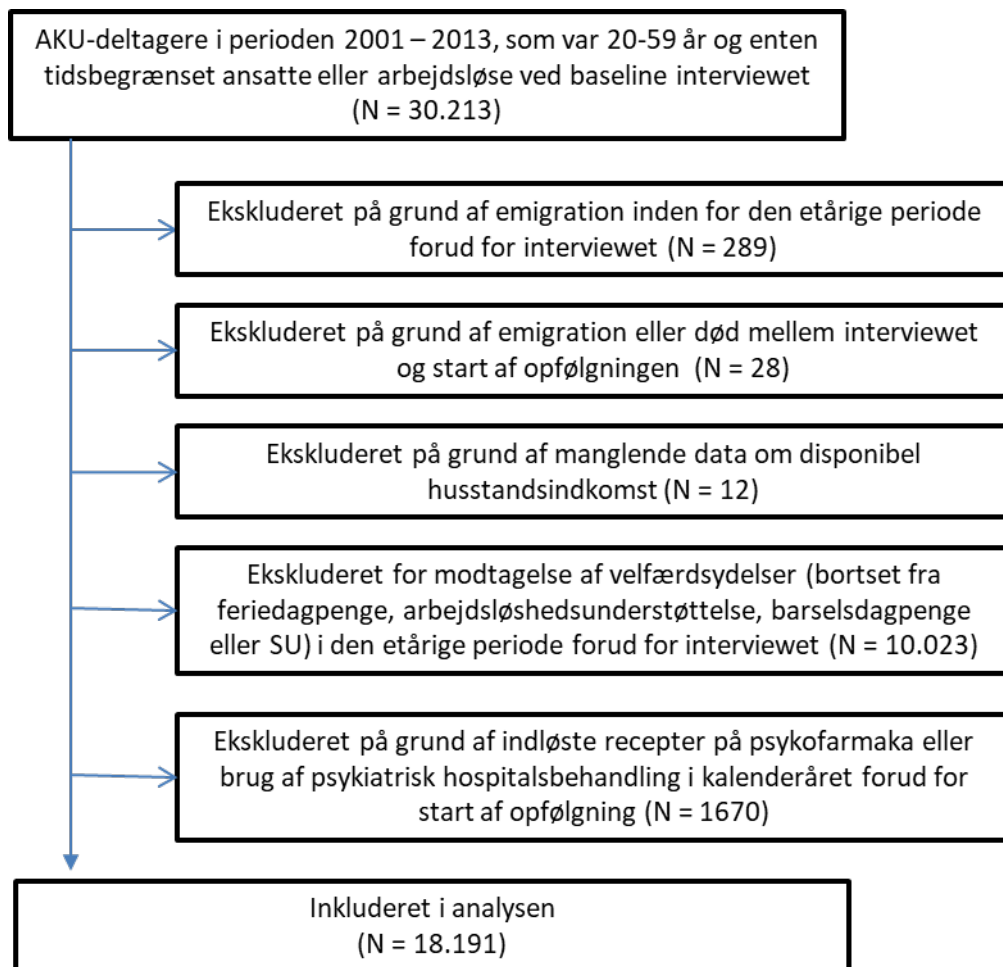 AKU-deltagere i perioden 2001 – 2013, som var 20-59 år og enten
tidsbegrænset ansatte eller arbejdsløse ved baseline interviewet
(N = 30.213)
Ekskluderet på grund af emigration inden for den etårige periode
forud for interviewet (N = 289)
Ekskluderet på grund af emigration eller død mellem interviewet
og start af opfølgningen (N = 28)
Ekskluderet på grund af manglende data om disponibel
husstandsindkomst (N = 12)
Ekskluderet for modtagelse af velfærdsydelser (bortset fra
feriedagpenge, arbejdsløshedsunderstøttelse, barselsdagpenge
eller SU) i den etårige periode forud for interviewet (N = 10.023)
Ekskluderet på grund af indløste recepter på psykofarmaka eller
brug af psykiatrisk hospitalsbehandling i kalenderåret forud for
start af opfølgning (N = 1670)
Inkluderet i analysen
(N = 18.191)